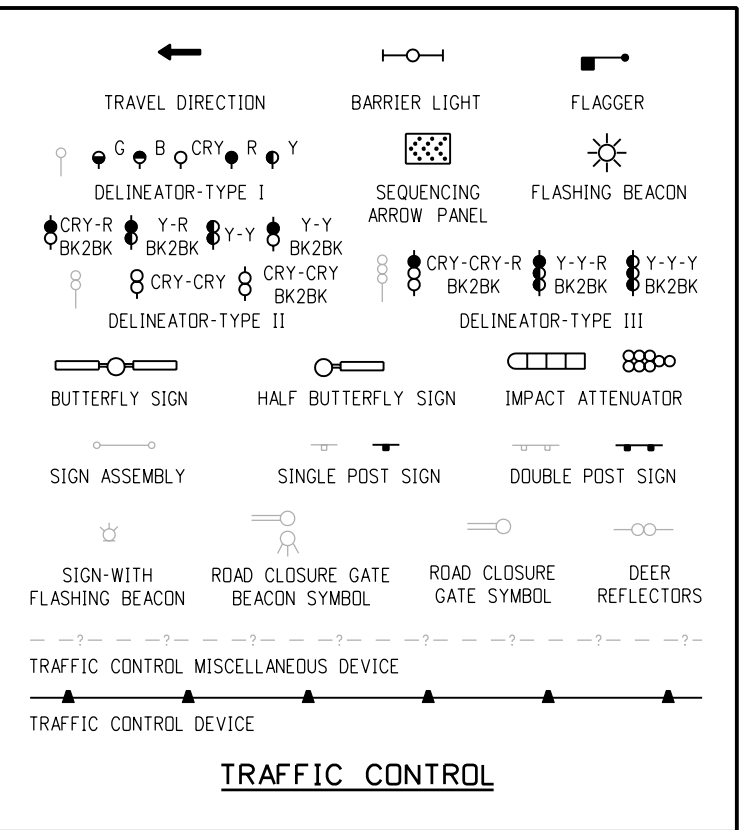 TRAVEL DIRECTION
BARRIER LIGHT
FLAGGER
G B CRY R Y
DELINEATOR-TYPE I
SEQUENCING
ARROW PANEL
FLASHING BEACON
CRY-R
BK2BK
Y-R
BK2BK
Y-Y
Y-Y
BK2BK
CRY-CRY
CRY-CRY
BK2BK
DELINEATOR-TYPE II
CRY-CRY-R
BK2BK
Y-Y-R
BK2BK
Y-Y-Y
BK2BK
DELINEATOR-TYPE III
BUTTERFLY SIGN
HALF BUTTERFLY SIGN
IMPACT ATTENUATOR
SIGN ASSEMBLY
SINGLE POST SIGN
DOUBLE POST SIGN
SIGN-WITH
FLASHING BEACON
ROAD CLOSURE GATE
BEACON SYMBOL
ROAD CLOSURE
GATE SYMBOL
DEER
REFLECTORS
? ? ? ? ? ? ? ?
TRAFFIC CONTROL MISCELLANEOUS DEVICE
TRAFFIC CONTROL DEVICE
TRAFFIC CONTROL